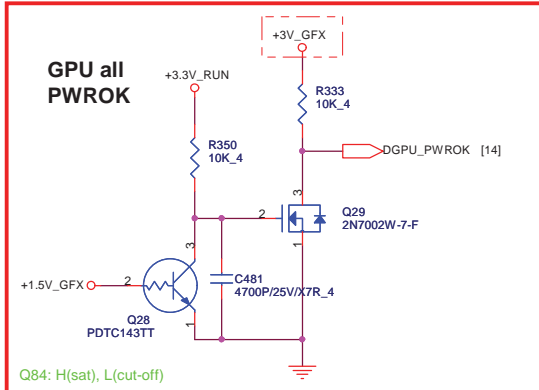 +3V_GFX
GPU all
PWROK
+3.3V_RUN
R333
10K_4
R350
10K_4
DGPU_PWROK [14]
3
2
Q29
2N7002W-7-F
1
3
+1.5V_GFX
2
C481
4700P/25V/X7R_4
Q28
PDTC143TT
1
Q84: H(sat), L(cut-off)